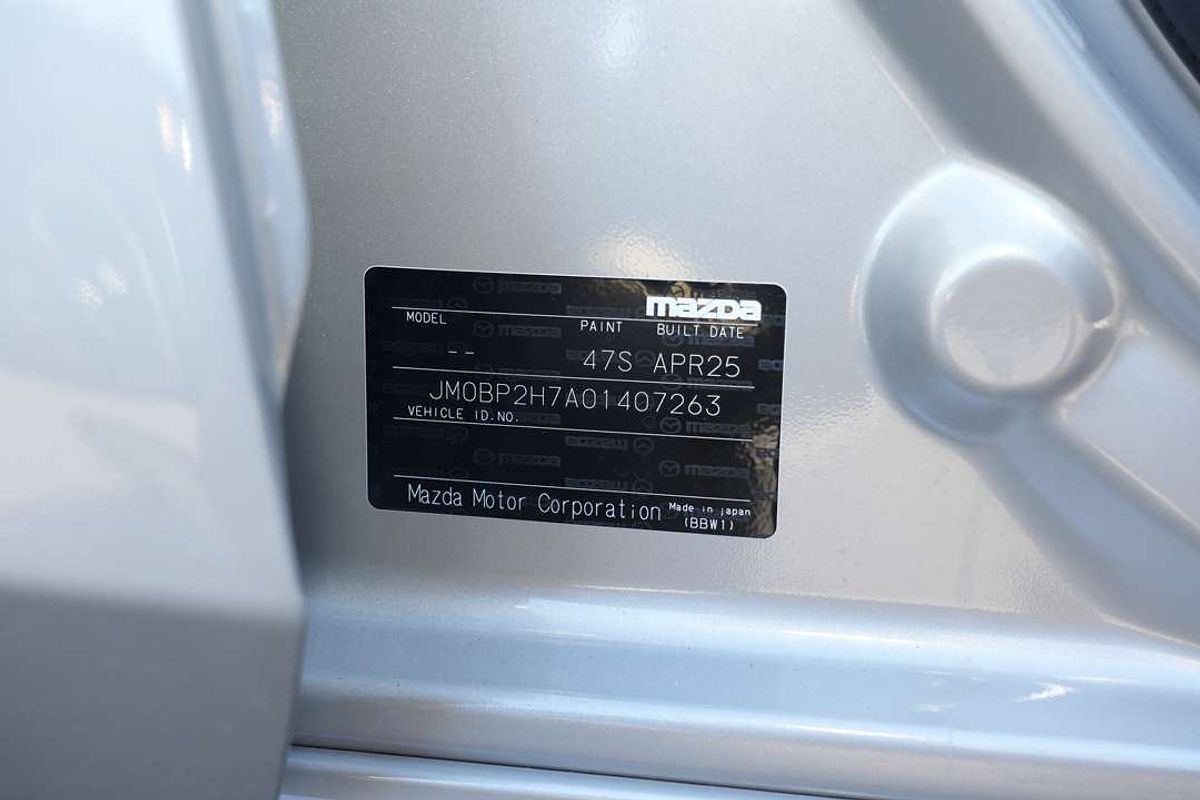 mazda
MODEL PAINT BUILT DATE
-- 47S APR25
JM0BP2H7A01407263
VEHICLE ID.NO.
Mazda Motor Corporation Made in japan
(BBW1)